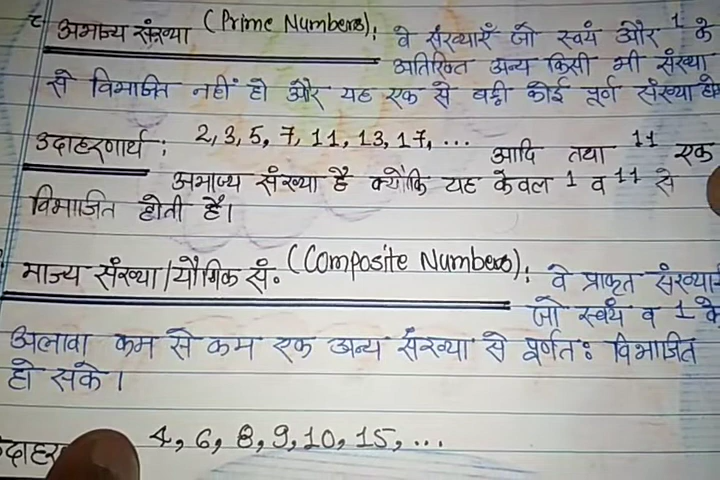 अभाज्य संख्या (Prime Numbers): वे संख्याएँ जो स्वयं और 1 के
अतिरिक्त अन्य किसी भी संख्या
से विभाजित नहीं हो और यह एक से बड़ी कोई पूर्ण संख्या हो
उदाहरणार्थ: 2, 3, 5, 7, 11, 13, 17, ... आदि तथा 11 एक
अभाज्य संख्या है क्योंकि यह केवल 1 व 11 से
विभाजित होती है।
भाज्य संख्या/यौगिक सं. (Composite Numbers): वे प्राकृत संख्या
जो स्वयं व 1 के
अलावा कम से कम एक अन्य संख्या से पूर्णत: विभाजित
हो सके।
4, 6, 8, 9, 10, 15, ...